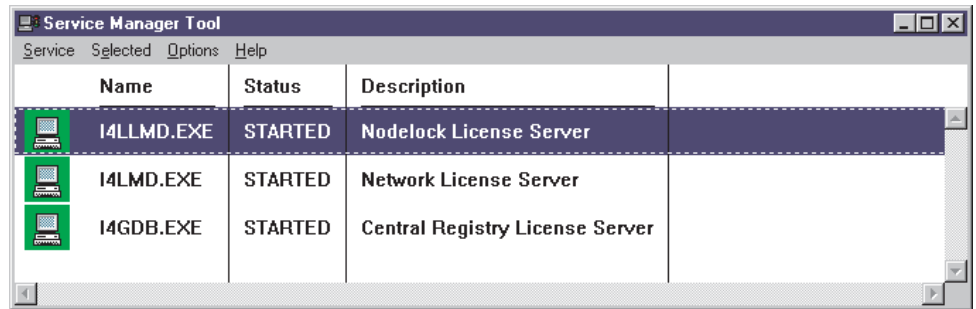 Service Manager Tool
Service Selected Options Help
Name Status Description
I4LLMD.EXE STARTED Nodelock License Server
I4LMD.EXE STARTED Network License Server
I4GDB.EXE STARTED Central Registry License Server